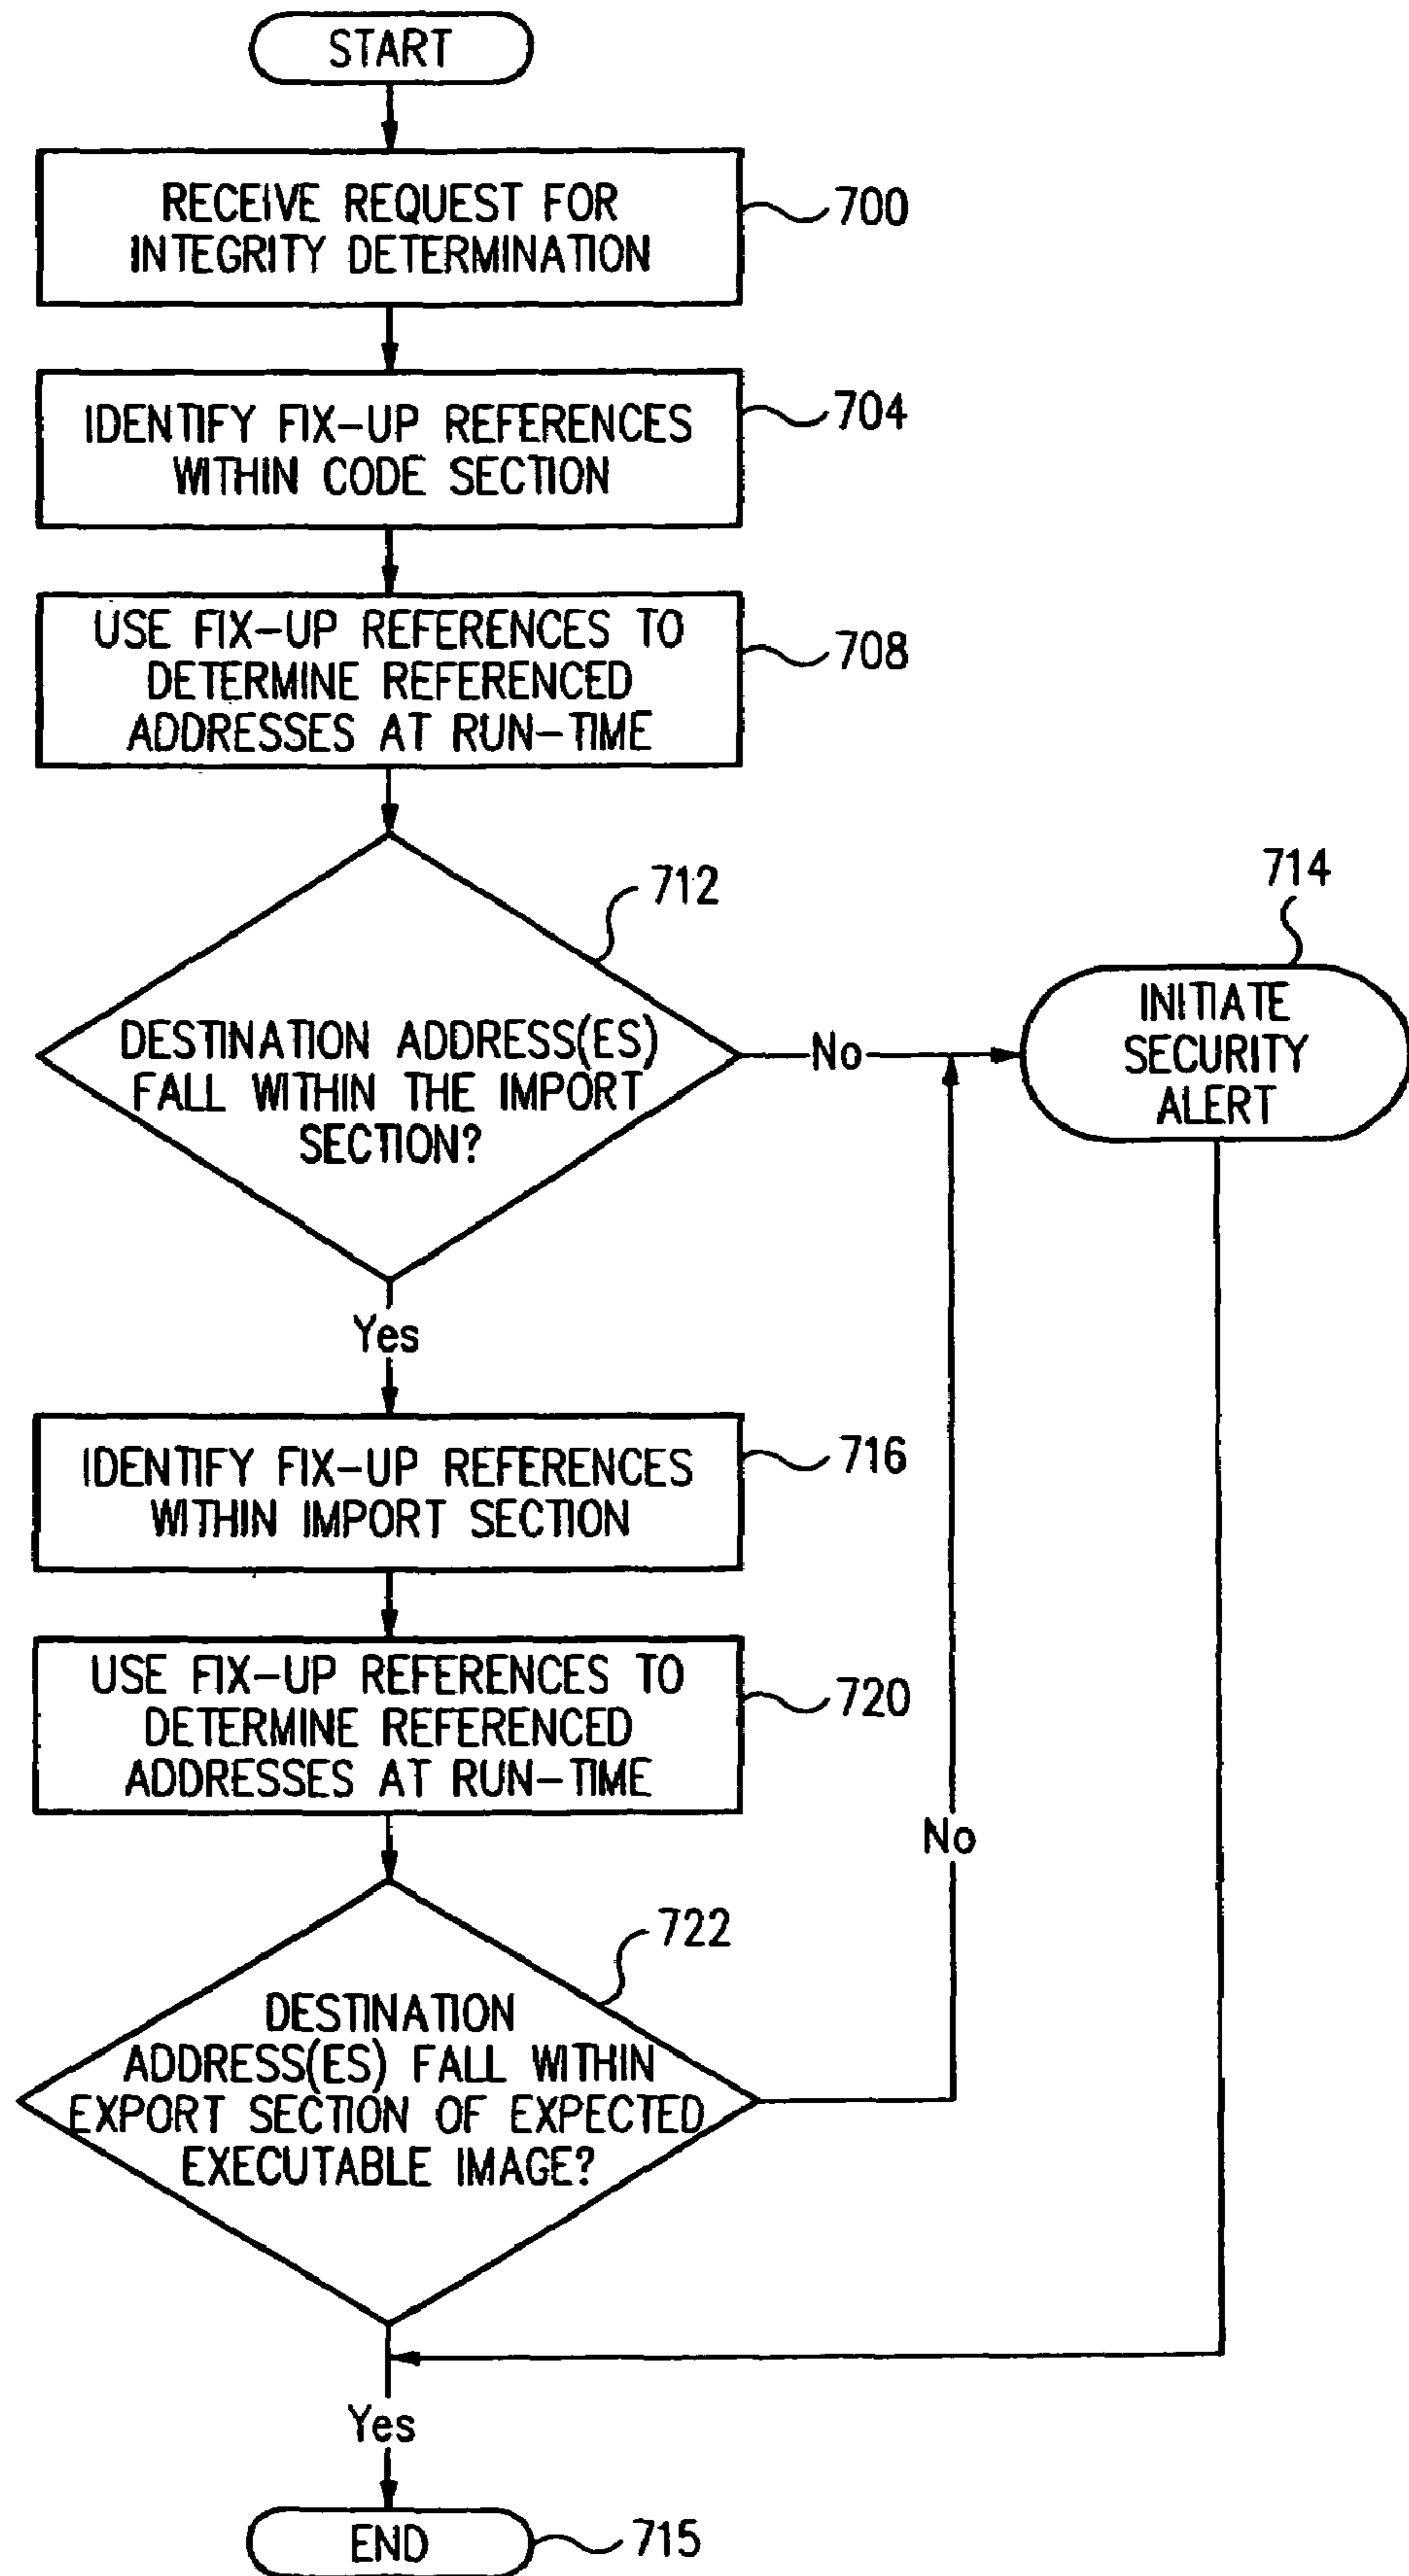 START
RECEIVE REQUEST FOR
INTEGRITY DETERMINATION
700
IDENTIFY FIX-UP REFERENCES
WITHIN CODE SECTION
704
USE FIX-UP REFERENCES TO
DETERMINE REFERENCED
ADDRESSES AT RUN-TIME
708
712
DESTINATION ADDRESS(ES)
FALL WITHIN THE IMPORT
SECTION?
No
714
INITIATE
SECURITY
ALERT
Yes
IDENTIFY FIX-UP REFERENCES
WITHIN IMPORT SECTION
716
USE FIX-UP REFERENCES TO
DETERMINE REFERENCED
ADDRESSES AT RUN-TIME
720
No
722
DESTINATION
ADDRESS(ES) FALL WITHIN
EXPORT SECTION OF EXPECTED
EXECUTABLE IMAGE?
Yes
END
715